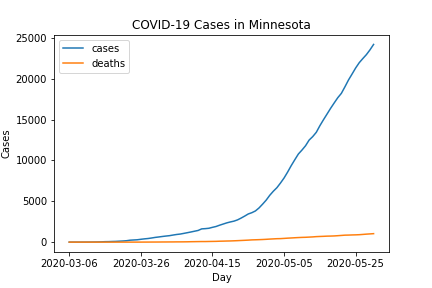 COVID-19 Cases in Minnesota
cases
deaths
25000
20000
15000
10000
5000
0
Cases
2020-03-06 2020-03-26 2020-04-15 2020-05-05 2020-05-25
Day